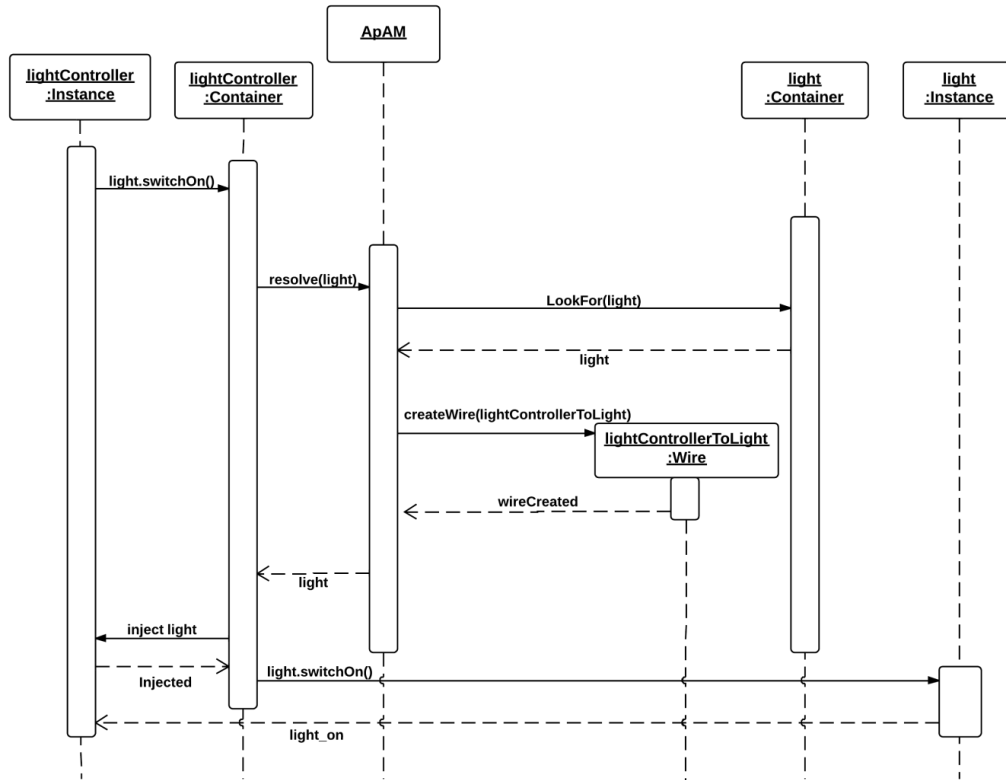 ApAM
lightController
:Instance
lightController
:Container
light
:Container
light
:Instance
light.switchOn()
resolve(light)
LookFor(light)
light
createWire(lightControllerToLight)
lightControllerToLight
:Wire
wireCreated
light
inject light
Injected
light.switchOn()
light_on